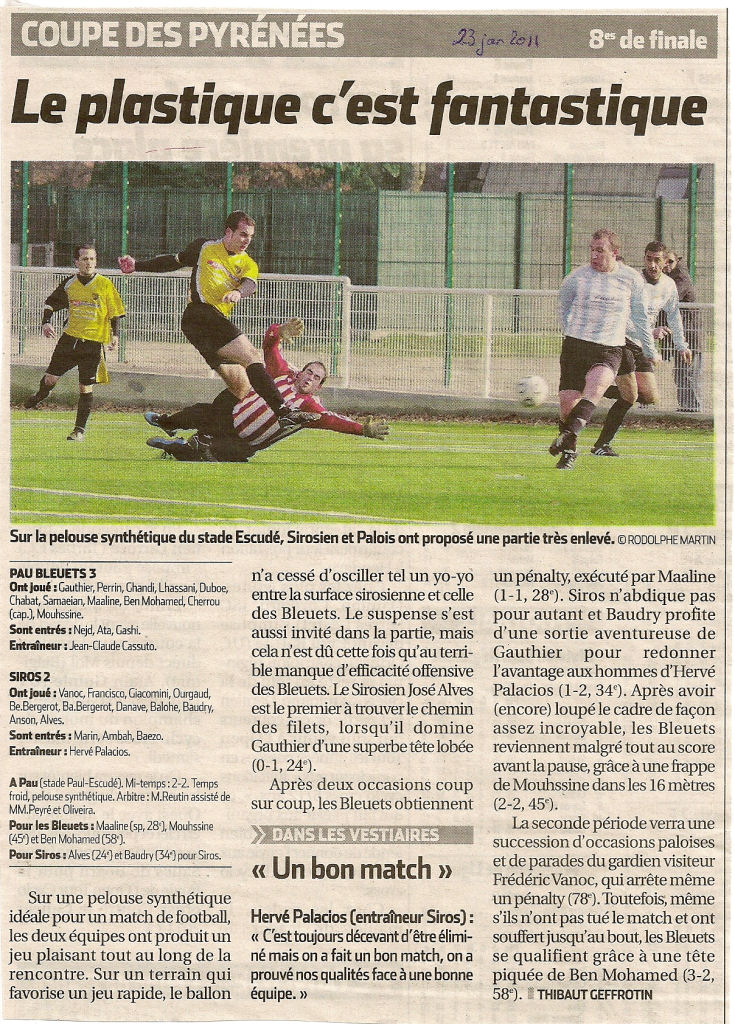 COUPE DES PYRÉNÉES 23 jan 2011 8es de finale
Le plastique c'est fantastique
Sur la pelouse synthétique du stade Escudé, Sirosien et Palois ont proposé une partie très enlevé. © RODOLPHE MARTIN
PAU BLEUETS 3
Ont joué : Gauthier, Perrin, Ghandi, Lhassani, Duboe,
Chabat, Samaeian, Maaline, Ben Mohamed, Cherrou
(cap.), Mouhssine.
Sont entrés : Nejd, Ata, Gashi.
Entraîneur : Jean-Claude Cassuto.
SIROS 2
Ont joué : Vanoc, Francisco, Giacomini, Ourgaud,
Be.Bergerot, Ba.Bergerot, Danave, Balohe, Baudry,
Anson, Alves.
Sont entrés : Marin, Ambah, Baezo.
Entraîneur : Hervé Palacios.
A Pau (stade Paul-Escudé). Mi-temps : 2-2. Temps
froid, pelouse synthétique. Arbitre : M.Reutin assisté de
MM.Peyré et Oliveira.
Pour les Bleuets : Maaline (sp, 28e), Mouhssine
(45e) et Ben Mohamed (58e).
Pour Siros : Alves (24e) et Baudry (34e) pour Siros.
Sur une pelouse synthétique
idéale pour un match de football,
les deux équipes ont produit un
jeu plaisant tout au long de la
rencontre. Sur un terrain qui
favorise un jeu rapide, le ballon
n'a cessé d'osciller tel un yo-yo
entre la surface sirosienne et celle
des Bleuets. Le suspense s'est
aussi invité dans la partie, mais
cela n'est dû cette fois qu'au terri-
ble manque d'efficacité offensive
des Bleuets. Le Sirosien José Alves
est le premier à trouver le chemin
des filets, lorsqu'il domine
Gauthier d'une superbe tête lobée
(0-1, 24e).
Après deux occasions coup
sur coup, les Bleuets obtiennent
un pénalty, exécuté par Maaline
(1-1, 28e). Siros n'abdique pas
pour autant et Baudry profite
d'une sortie aventureuse de
Gauthier pour redonner
l'avantage aux hommes d'Hervé
Palacios (1-2, 34e). Après avoir
(encore) loupé le cadre de façon
assez incroyable, les Bleuets
reviennent malgré tout au score
avant la pause, grâce à une frappe
de Mouhssine dans les 16 mètres
(2-2, 45e).
La seconde période verra une
succession d'occasions paloises
et de parades du gardien visiteur
Frédéric Vanoc, qui arrête même
un pénalty (78e). Toutefois, même
s'ils n'ont pas tué le match et ont
souffert jusqu'au bout, les Bleuets
se qualifient grâce à une tête
piquée de Ben Mohamed (3-2,
58e). THIBAUT GEFFROTIN
DANS LES VESTIAIRES
« Un bon match »
Hervé Palacios (entraîneur Siros) :
« C'est toujours décevant d'être élimi-
né mais on a fait un bon match, on a
prouvé nos qualités face à une bonne
équipe. »